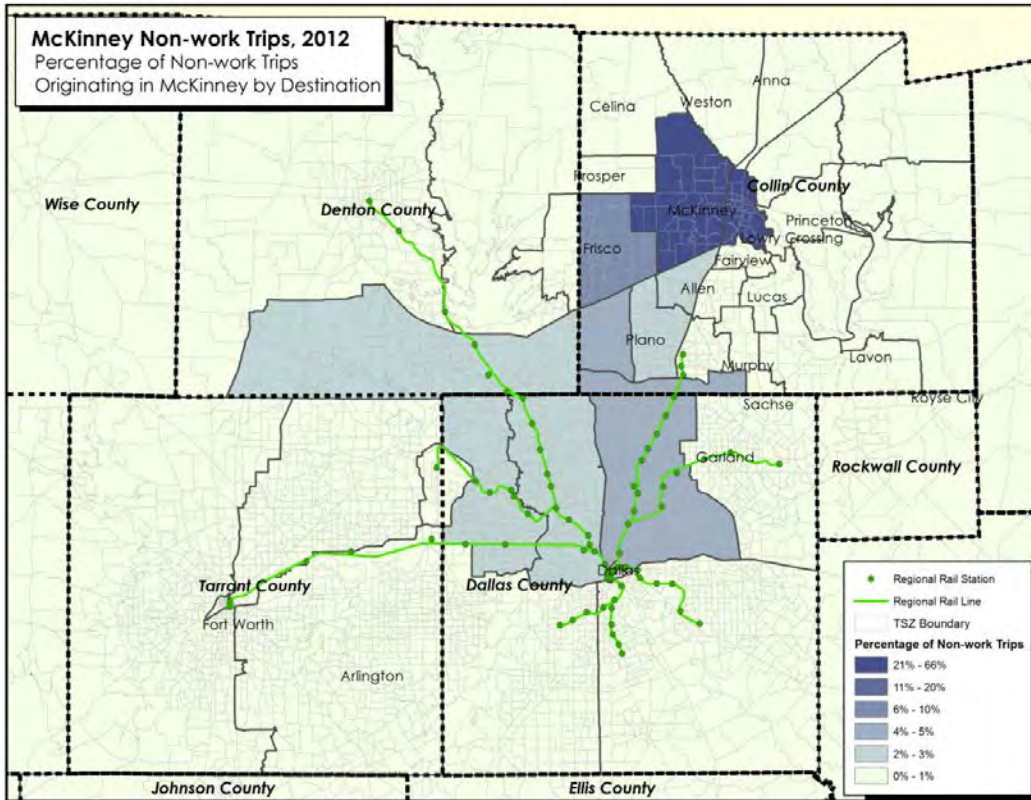 McKinney Non-work Trips, 2012
Percentage of Non-work Trips
Originating in McKinney by Destination
Anna
Weston
Celina
Prosper
Collin County
Wise County
Denton County
McKinney
Princeton
Lowry Crossing
Frisco
Fairview
Allen
Lucas
Plano
Murphy
Lavon
Royse City
Sachse
Garland
Rockwall County
Dallas
Tarrant County
Dallas County
Fort Worth
Arlington
Regional Rail Station
Regional Rail Line
TSZ Boundary
Percentage of Non-work Trips
21% - 66%
11% - 20%
6% - 10%
4% - 5%
2% - 3%
0% - 1%
Johnson County
Ellis County